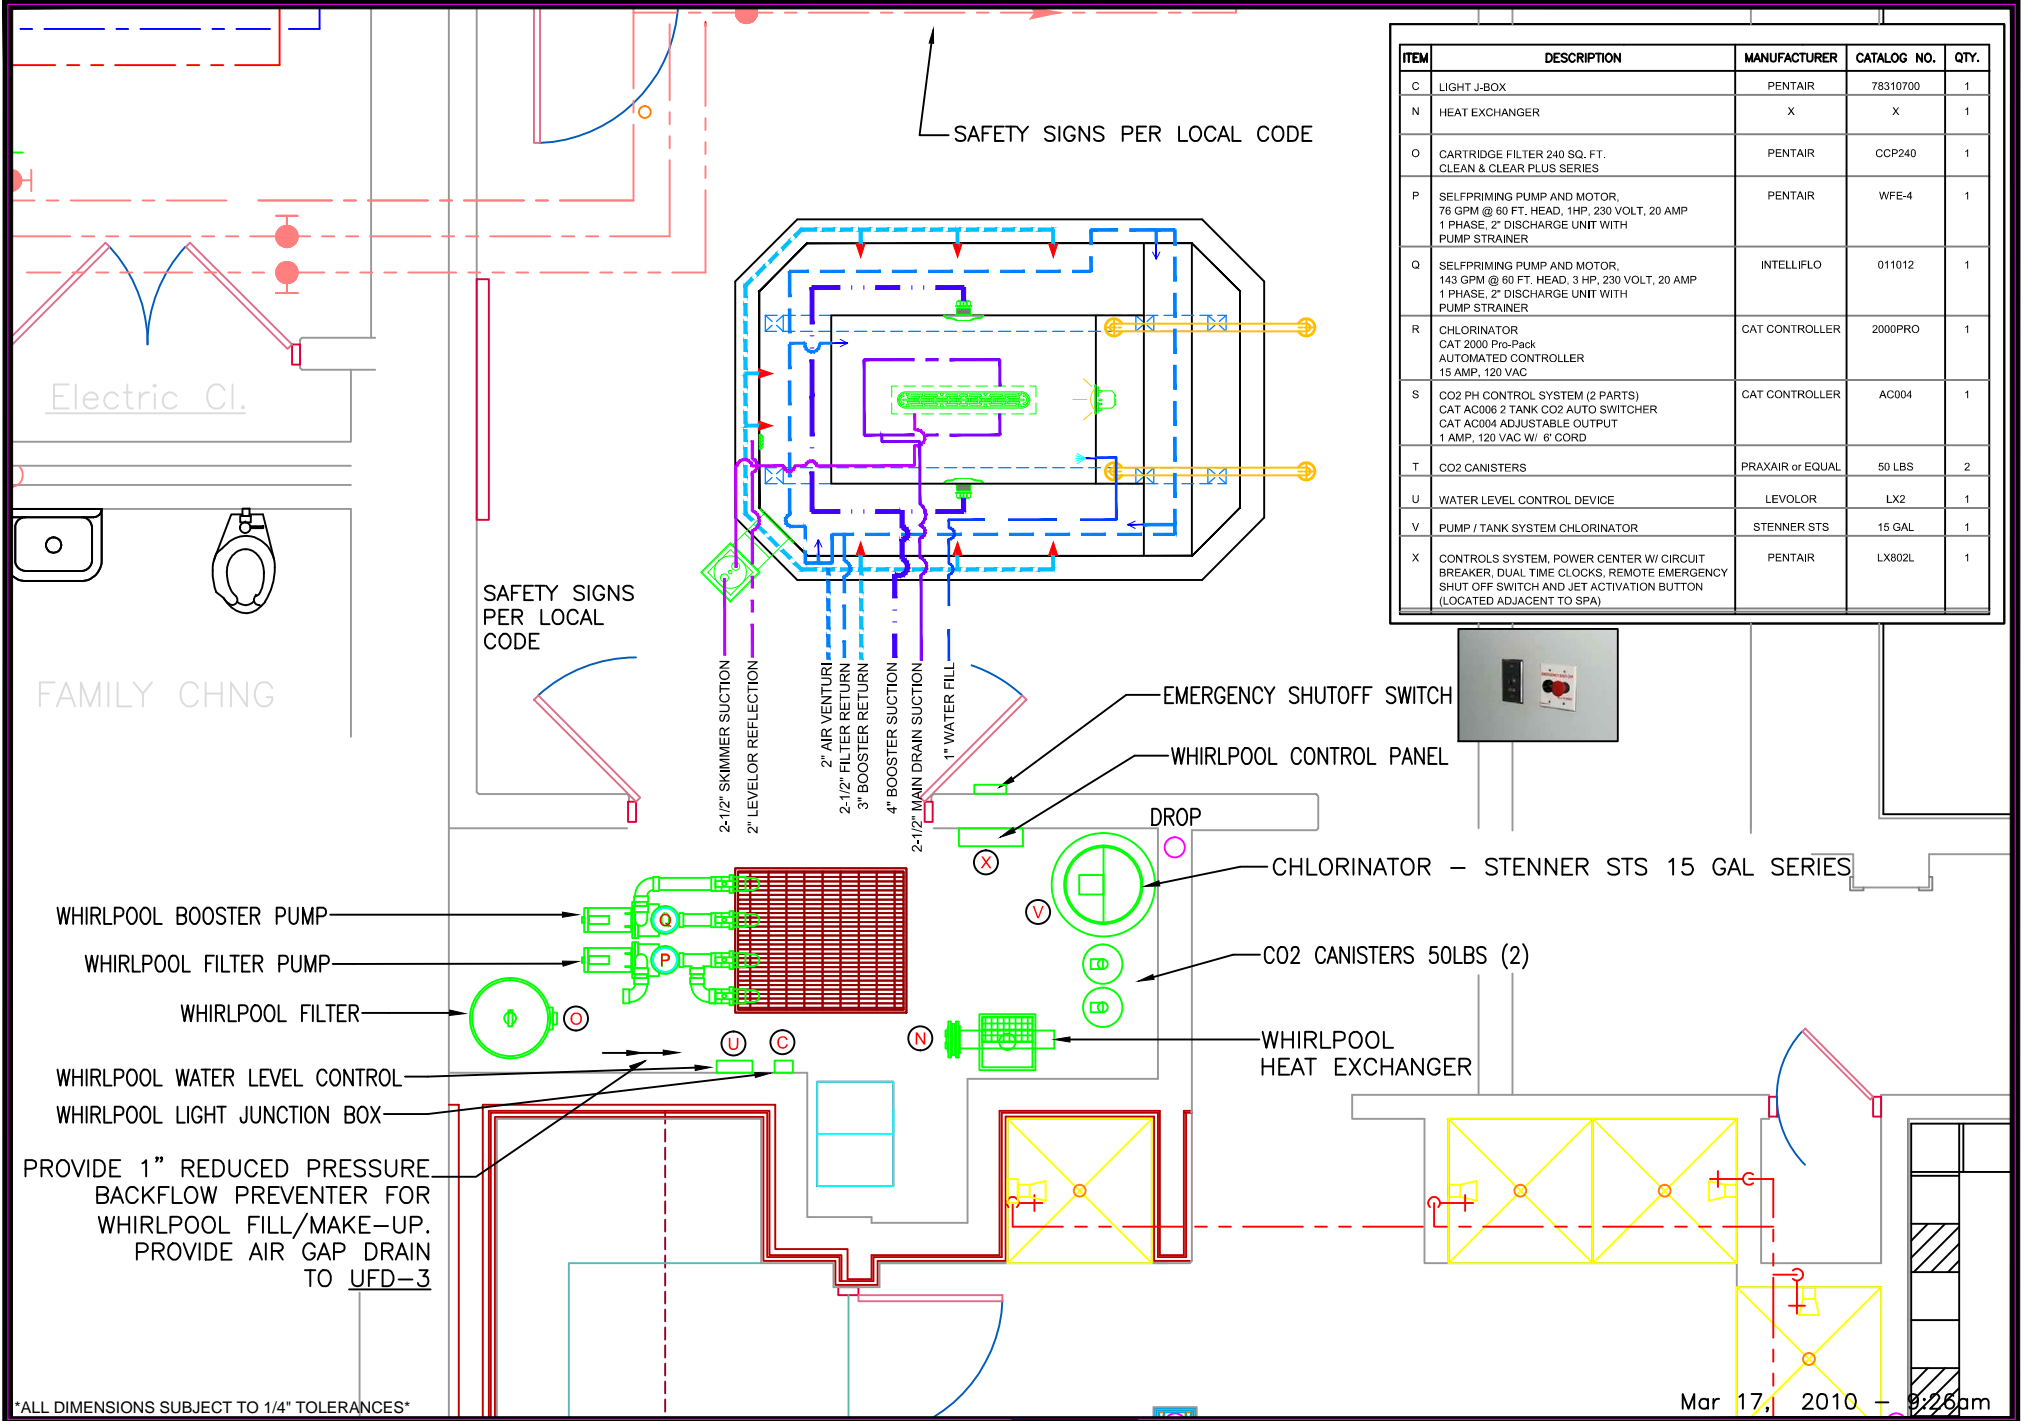 SAFETY SIGNS PER LOCAL CODE
ITEM DESCRIPTION MANUFACTURER CATALOG NO. QTY.
C LIGHT J-BOX PENTAIR 78310700 1
N HEAT EXCHANGER X X 1
O CARTRIDGE FILTER 240 SQ. FT. PENTAIR CCP240 1
CLEAN & CLEAR PLUS SERIES
P SELFPRIMING PUMP AND MOTOR, PENTAIR WFE-4 1
76 GPM @ 60 FT. HEAD, 1HP, 230 VOLT, 20 AMP
1 PHASE, 2" DISCHARGE UNIT WITH
PUMP STRAINER
Q SELFPRIMING PUMP AND MOTOR, INTELLIFLO 011012 1
143 GPM @ 60 FT. HEAD, 3 HP, 230 VOLT, 20 AMP
1 PHASE, 2" DISCHARGE UNIT WITH
PUMP STRAINER
R CHLORINATOR CAT CONTROLLER 2000PRO 1
CAT 2000 Pro-Pack
AUTOMATED CONTROLLER
15 AMP, 120 VAC
S CO2 PH CONTROL SYSTEM (2 PARTS) CAT CONTROLLER AC004 1
CAT AC006 2 TANK CO2 AUTO SWITCHER
CAT AC004 ADJUSTABLE OUTPUT
1 AMP, 120 VAC W/ 6' CORD
T CO2 CANISTERS PRAXAIR or EQUAL 50 LBS 2
U WATER LEVEL CONTROL DEVICE LEVOLOR LX2 1
V PUMP / TANK SYSTEM CHLORINATOR STENNER STS 15 GAL 1
X CONTROLS SYSTEM, POWER CENTER W/ CIRCUIT PENTAIR LX802L 1
BREAKER, DUAL TIME CLOCKS, REMOTE EMERGENCY
SHUT OFF SWITCH AND JET ACTIVATION BUTTON
(LOCATED ADJACENT TO SPA)
Electric Cl.
FAMILY CHNG
SAFETY SIGNS
PER LOCAL
CODE
2-1/2" SKIMMER SUCTION
2" LEVELOR REFLECTION
2" AIR VENTURI
2-1/2" FILTER RETURN
3" BOOSTER RETURN
4" BOOSTER SUCTION
2-1/2" MAIN DRAIN SUCTION
1" WATER FILL
EMERGENCY SHUTOFF SWITCH
WHIRLPOOL CONTROL PANEL
DROP
X
CHLORINATOR – STENNER STS 15 GAL SERIES
V
WHIRLPOOL BOOSTER PUMP
Q
WHIRLPOOL FILTER PUMP
P
CO2 CANISTERS 50LBS (2)
WHIRLPOOL FILTER
O
U
C
N
WHIRLPOOL
HEAT EXCHANGER
WHIRLPOOL WATER LEVEL CONTROL
WHIRLPOOL LIGHT JUNCTION BOX
PROVIDE 1" REDUCED PRESSURE
BACKFLOW PREVENTER FOR
WHIRLPOOL FILL/MAKE–UP.
PROVIDE AIR GAP DRAIN
TO UFD–3
*ALL DIMENSIONS SUBJECT TO 1/4" TOLERANCES*
Mar 17, 2010 – 9:26am